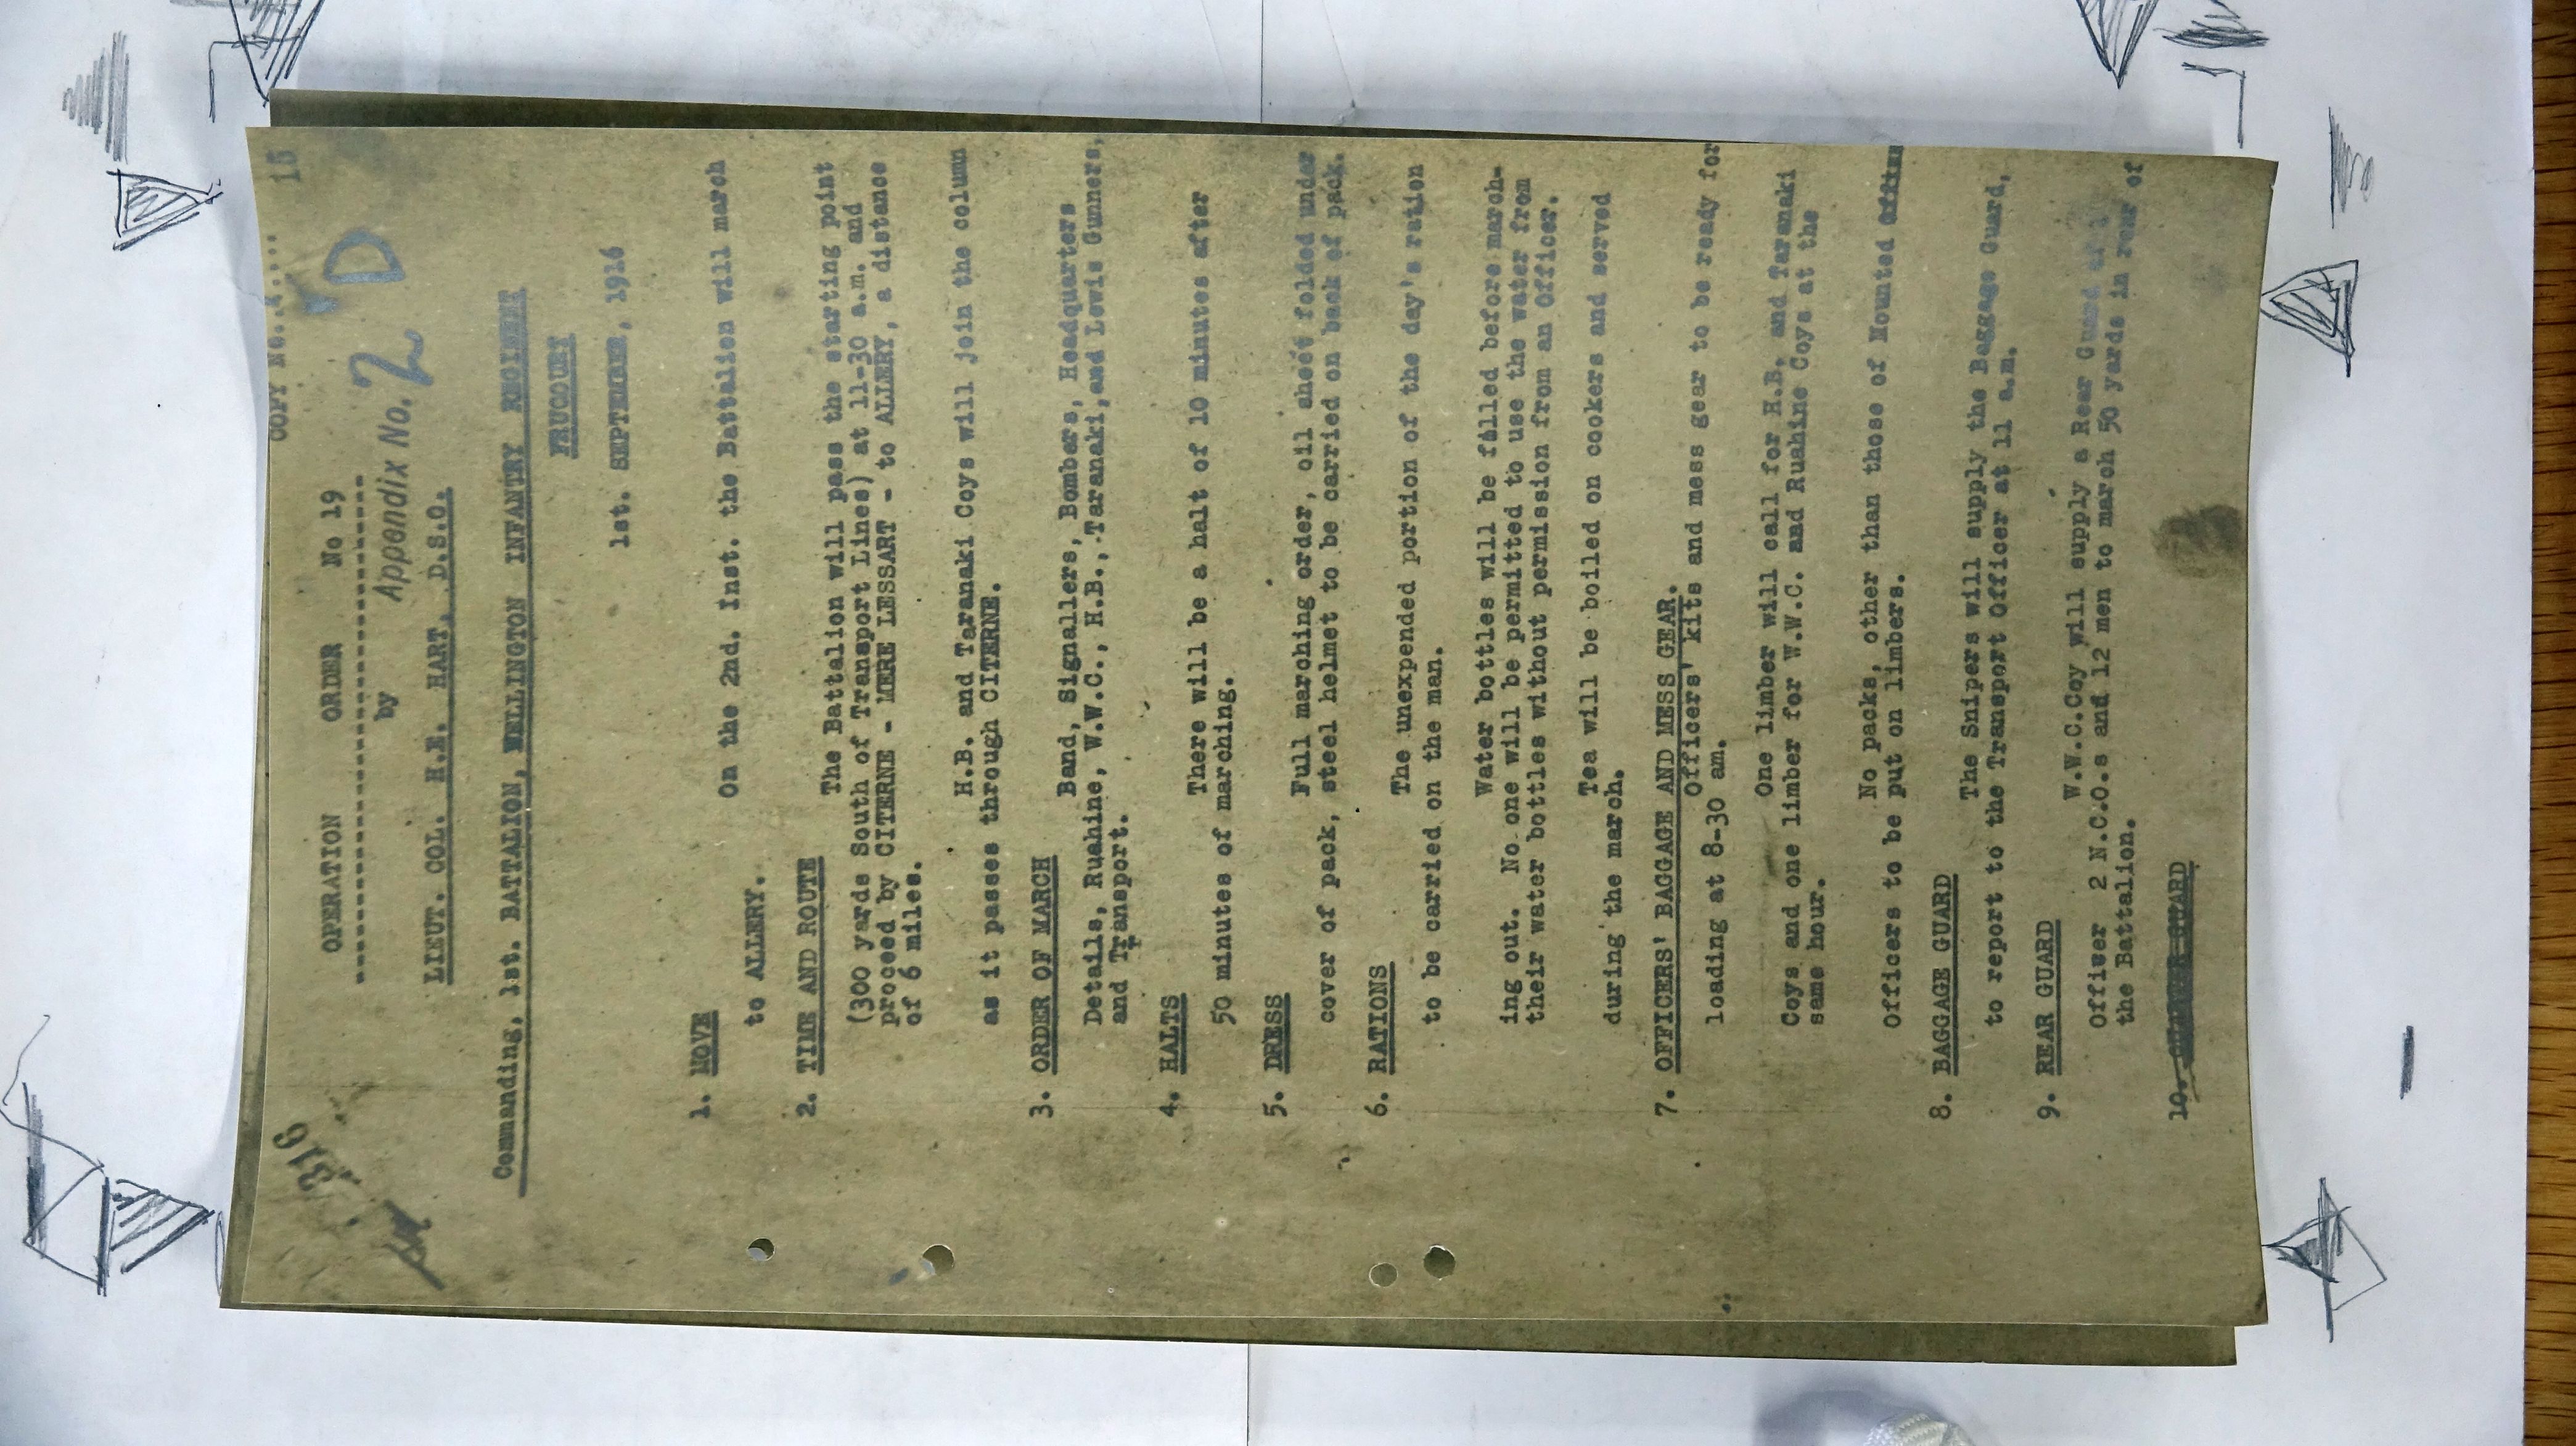 COPY No. 15
OPERATION ORDER No 19
by
Appendix No. 2 "D
LIEUT. COL. H.E. HART, D.S.O.
Commanding, 1st. BATTALION, WELLINGTON INFANTRY REGIMENT
FRUCOURT
1st. SEPTEMBER, 1916
316
1. MOVE
On the 2nd. Inst. the Battalion will march
to ALLERY.
2. TIME AND ROUTE
The Battalion will pass the starting point
(300 yards South of Transport Lines) at 11-30 a.m. and
proceed by CITERNE - MERE LESSART - to ALLERY, a distance
of 6 miles.
H.B. and Taranaki Coys will join the column
as it passes through CITERNE.
3. ORDER OF MARCH
Band, Signallers, Bombers, Headquarters
Details, Ruahine, W.W.C., H.B., Taranaki, and Lewis Gunners,
and Transport.
4. HALTS
There will be a halt of 10 minutes after
50 minutes of marching.
5. DRESS
Full marching order, oil sheet folded under
cover of pack, steel helmet to be carried on back of pack.
6. RATIONS
The unexpended portion of the day's ration
to be carried on the man.
Water bottles will be filled before march-
ing out. No one will be permitted to use the water from
their water bottles without permission from an Officer.
Tea will be boiled on cookers and served
during the march.
7. OFFICERS' BAGGAGE AND MESS GEAR.
Officers' kits and mess gear to be ready for
loading at 8-30 am.
One limber will call for H.B. and Taranaki
Coys and one limber for W.W.C. and Ruahine Coys at the
same hour.
No packs, other than those of Mounted
Officers to be put on limbers.
8. BAGGAGE GUARD
The Snipers will supply the Baggage Guard,
to report to the Transport Officer at 11 a.m.
9. REAR GUARD
W.W.C.Coy will supply a Rear Guard of 1
Officer 2 N.C.O.s and 12 men to march 50 yards in rear of
the Battalion.
10. GUARD